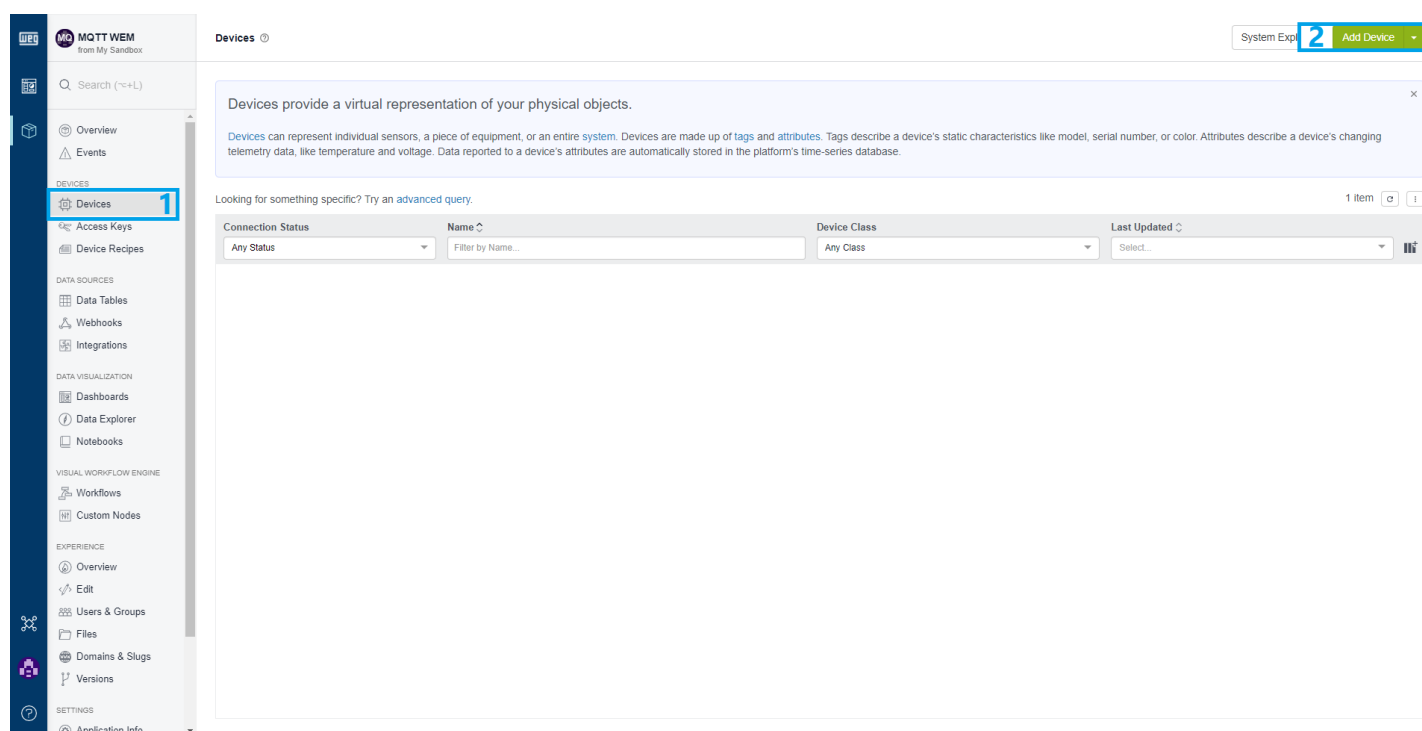 weg
MQ
MQTT WEM
from My Sandbox
Devices
System Expl
2
Add Device
Search (⌥+L)
Overview
Events
DEVICES
Devices
1
Access Keys
Device Recipes
DATA SOURCES
Data Tables
Webhooks
Integrations
DATA VISUALIZATION
Dashboards
Data Explorer
Notebooks
VISUAL WORKFLOW ENGINE
Workflows
Custom Nodes
EXPERIENCE
Overview
Edit
Users & Groups
Files
Domains & Slugs
Versions
SETTINGS
Application Info
Devices provide a virtual representation of your physical objects.
Devices can represent individual sensors, a piece of equipment, or an entire system. Devices are made up of tags and attributes. Tags describe a device's static characteristics like model, serial number, or color. Attributes describe a device's changing
telemetry data, like temperature and voltage. Data reported to a device's attributes are automatically stored in the platform's time-series database.
Looking for something specific? Try an advanced query.
1 item
Connection Status
Name
Device Class
Last Updated
Any Status
Filter by Name...
Any Class
Select...